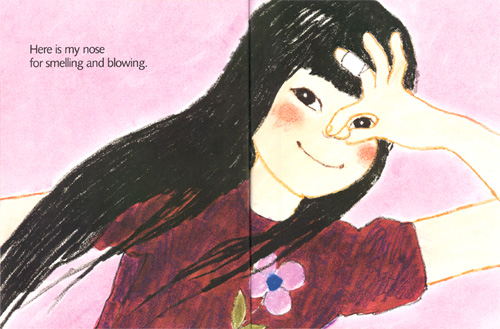 Here is my nose
for smelling and blowing.